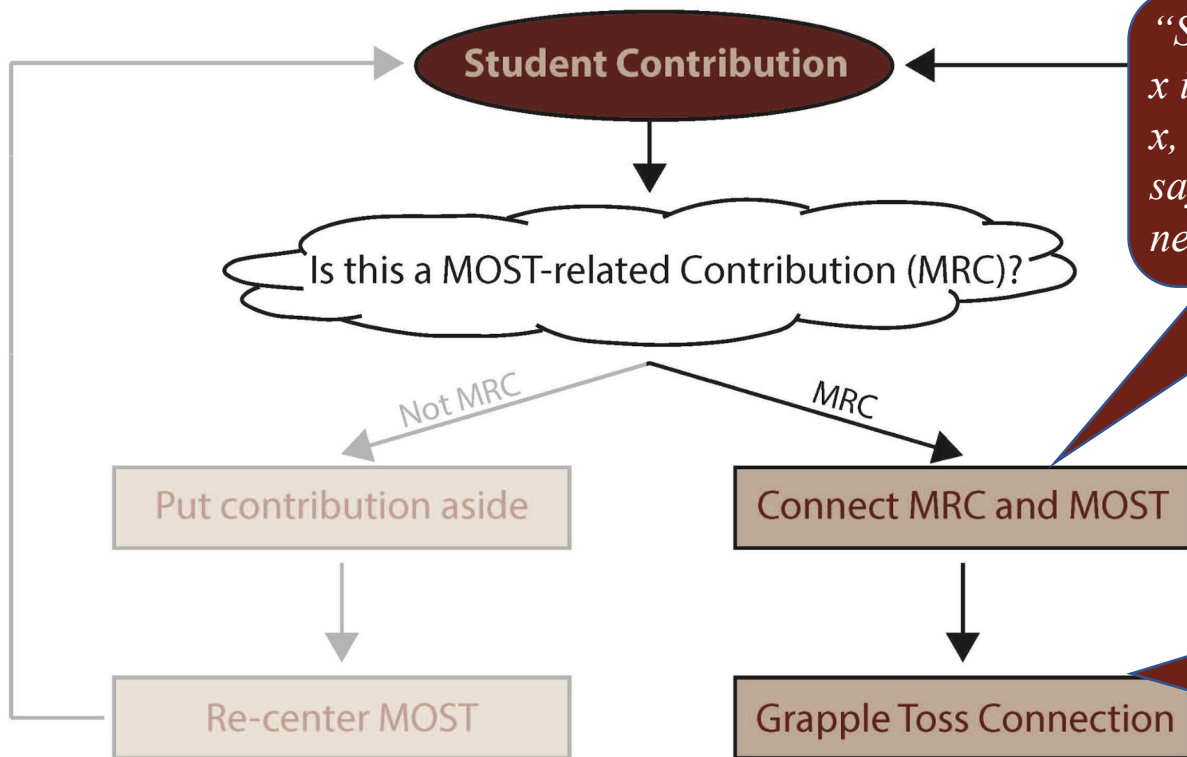 Student Contribution
Is this a MOST-related Contribution (MRC)?
Not MRC
MRC
Put contribution aside
Connect MRC and MOST
Re-center MOST
Grapple Toss Connection
x
x,